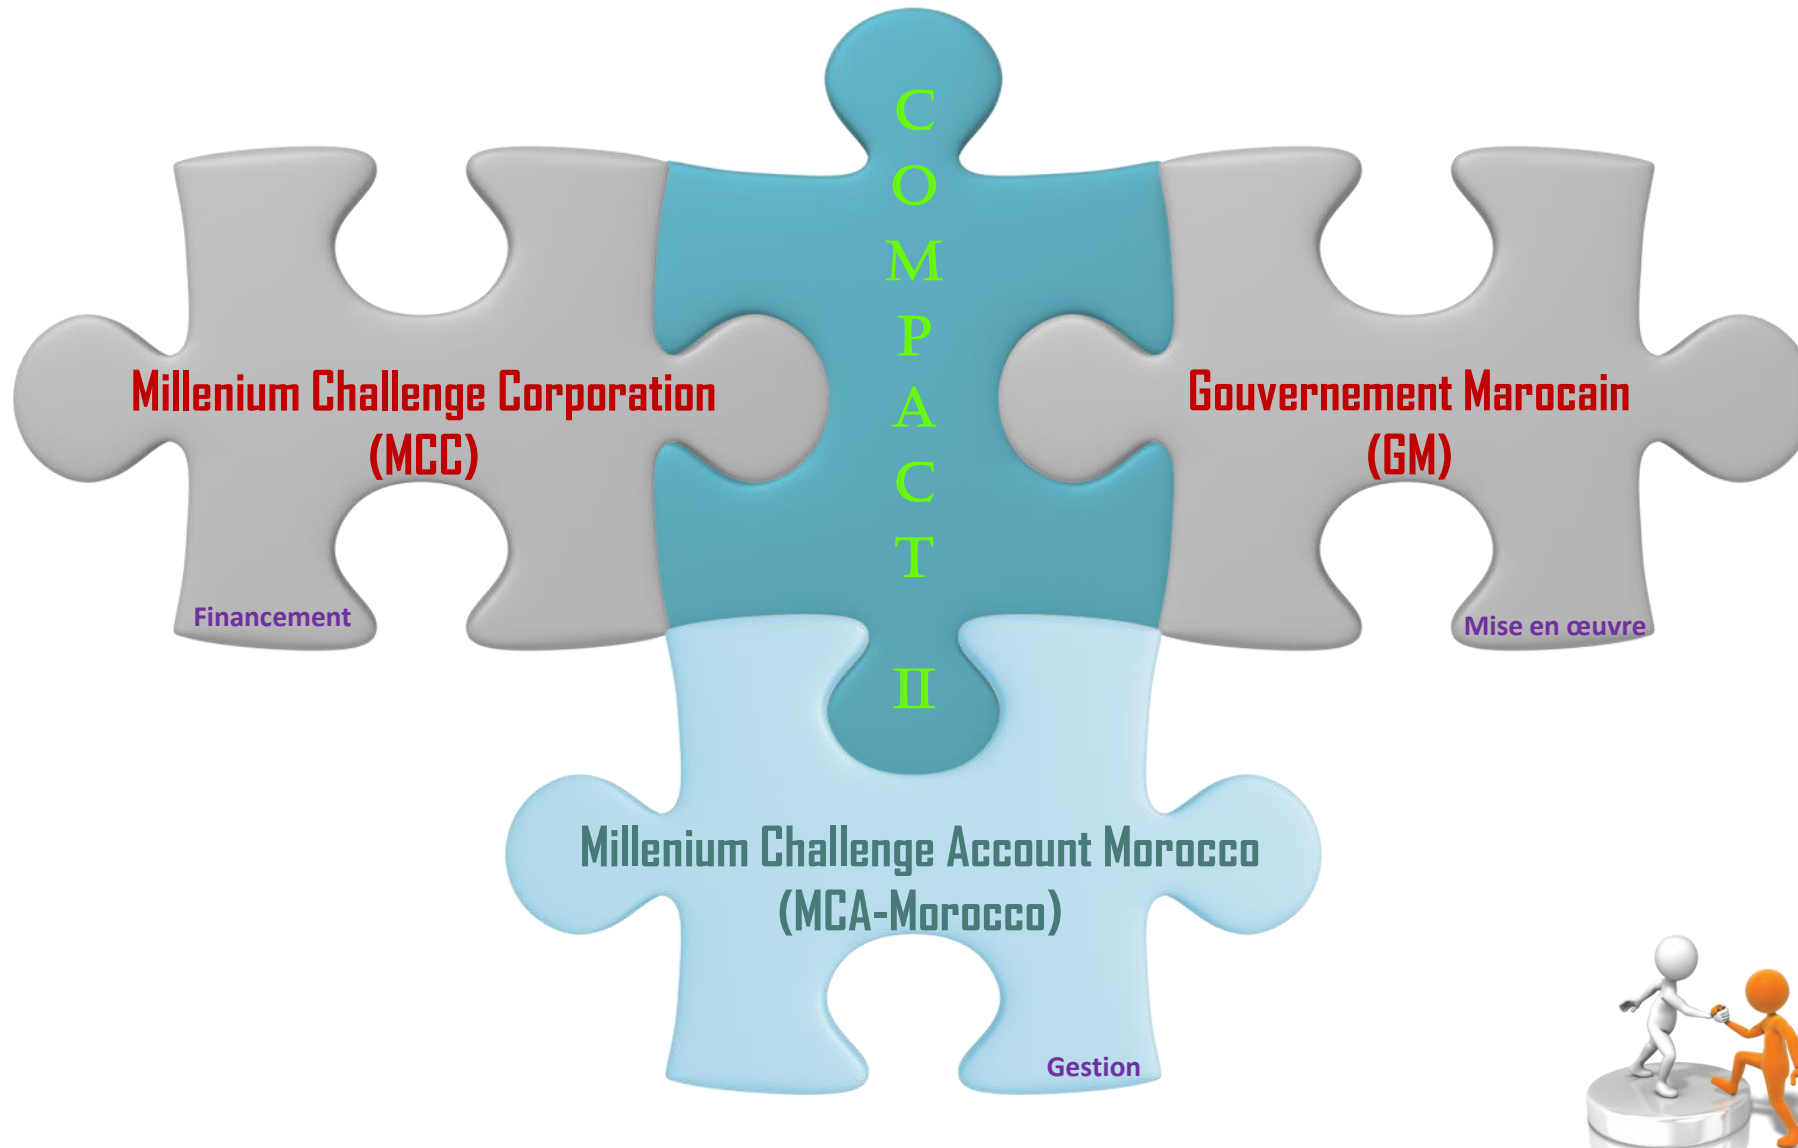 COMPACT II
Millenium Challenge Corporation
(MCC)
Financement
Gouvernement Marocain
(GM)
Mise en œuvre
Millenium Challenge Account Morocco
(MCA-Morocco)
Gestion